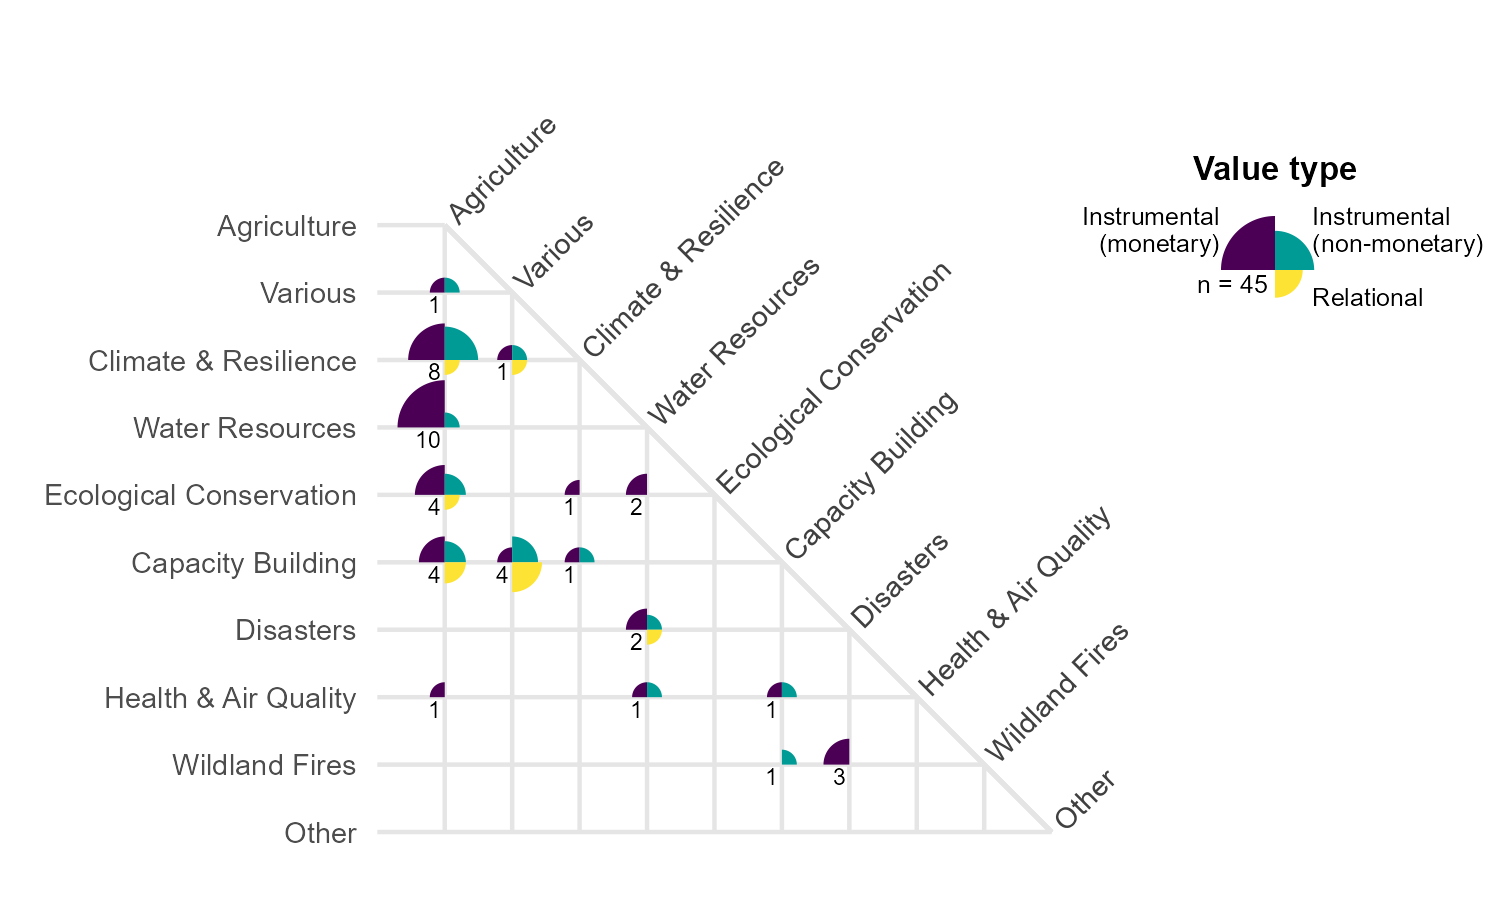 Value type
Instrumental
(monetary)
Instrumental
(non-monetary)
n = 45
Relational
Agriculture
Various
Climate & Resilience
Water Resources
Ecological Conservation
Capacity Building
Disasters
Health & Air Quality
Wildland Fires
Other
Agriculture
Various
1
Climate & Resilience
8 1
Water Resources
10
Ecological Conservation
4 1 2
Capacity Building
4 4 1
Disasters
2
Health & Air Quality
1 1 1
Wildland Fires
1 3
Other